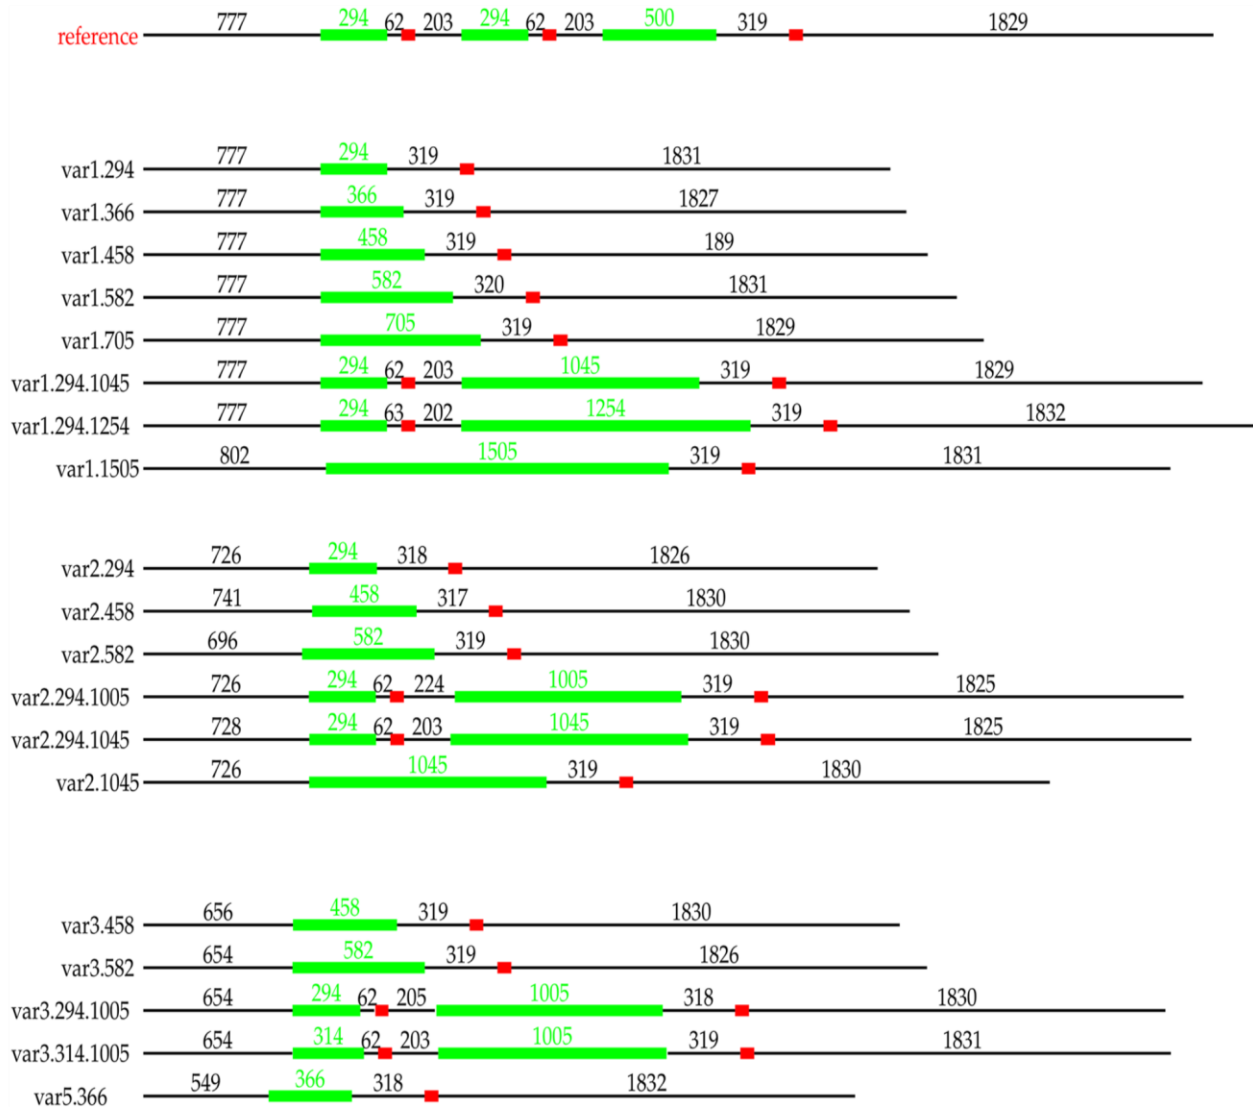 reference 777 294 62 203 294 62 203 500 319 1829
var1.294 777 294 319 1831
var1.366 777 366 319 1827
var1.458 777 458 319 189
var1.582 777 582 320 1831
var1.705 777 705 319 1829
var1.294.1045 777 294 62 203 1045 319 1829
var1.294.1254 777 294 63 202 1254 319 1832
var1.1505 802 1505 319 1831
var2.294 726 294 318 1826
var2.458 741 458 317 1830
var2.582 696 582 319 1830
var2.294.1005 726 294 62 224 1005 319 1825
var2.294.1045 728 294 62 203 1045 319 1825
var2.1045 726 1045 319 1830
var3.458 656 458 319 1830
var3.582 654 582 319 1826
var3.294.1005 654 294 62 205 1005 318 1830
var3.314.1005 654 314 62 203 1005 319 1831
var5.366 549 366 318 1832